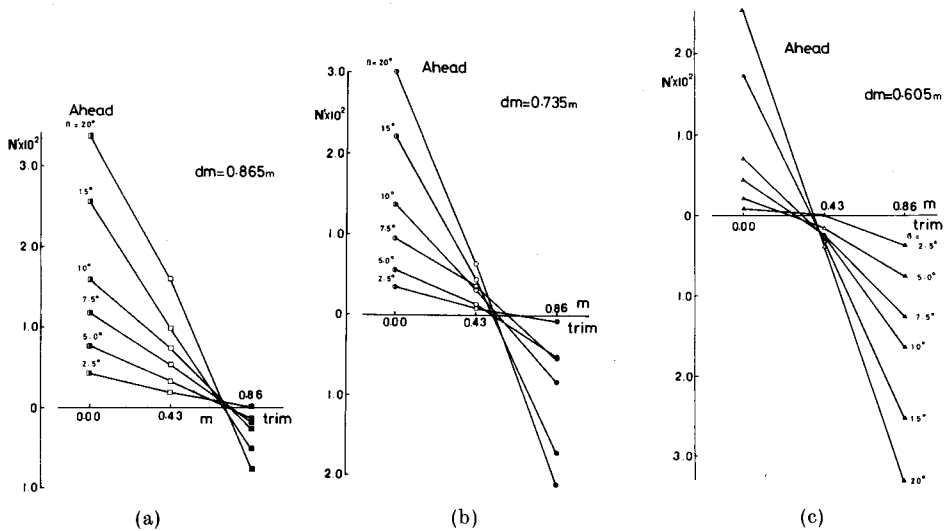 Ahead
N'×10²
β = 20°
3.0
15°
dm=0.865m
2.0
10°
7.5°
1.0
5.0°
2.5°
0
0.00
0.43
m
0.86
trim
1.0
(a)
3.0
β = 20°
Ahead
N'×10²
dm=0.735m
15°
2.0
10°
1.0
7.5°
5.0°
2.5°
0
0.00
0.43
0.86
m
trim
1.0
2.0
(b)
2.0
Ahead
N'×10²
dm=0.605m
1.0
0
0.00
0.43
0.86
m
trim
β =
2.5°
5.0°
1.0
7.5°
10°
2.0
15°
3.0
20°
(c)